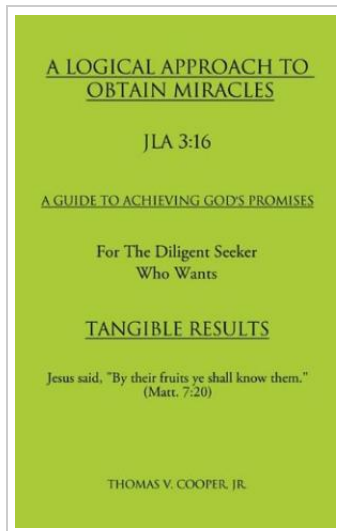 A LOGICAL APPROACH TO
OBTAIN MIRACLES
JLA 3:16
A GUIDE TO ACHIEVING GOD'S PROMISES
For The Diligent Seeker
Who Wants
TANGIBLE RESULTS
Jesus said, "By their fruits ye shall know them."
(Matt. 7:20)
THOMAS V. COOPER, JR.